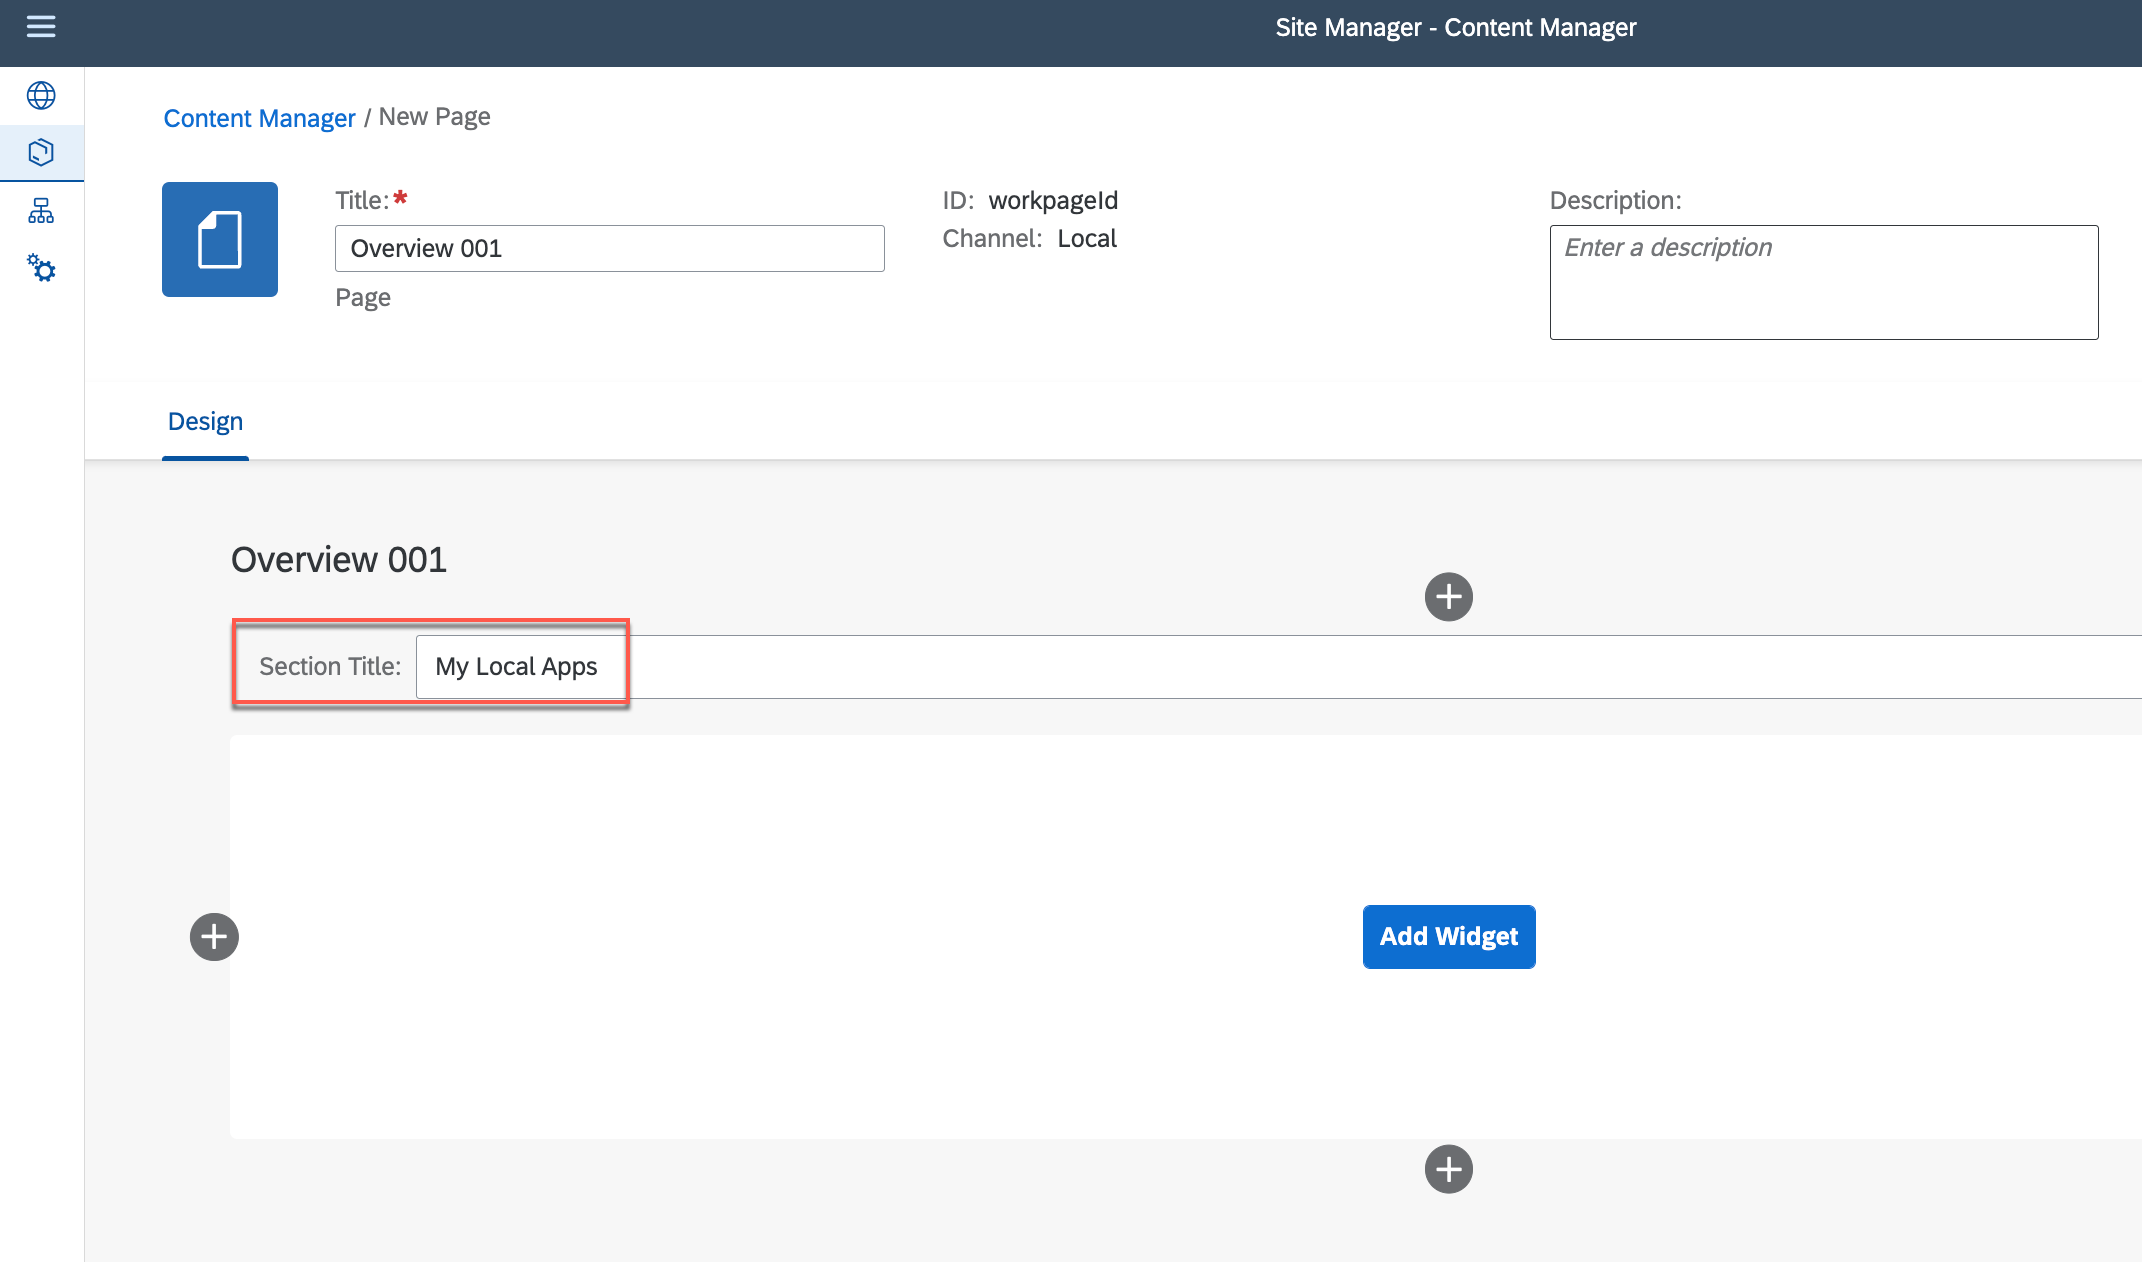 Site Manager - Content Manager
Content Manager / New Page
Title:*
Overview 001
Page
ID: workpageId
Channel: Local
Description:
Enter a description
Design
Overview 001
Section Title: My Local Apps
Add Widget